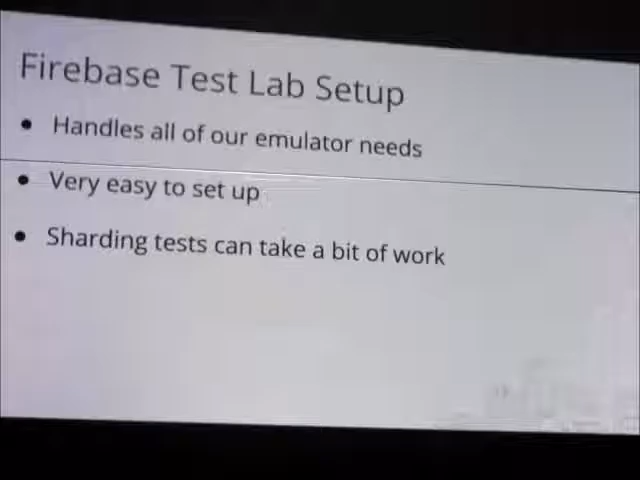 Firebase Test Lab Setup
• Handles all of our emulator needs
• Very easy to set up
• Sharding tests can take a bit of work